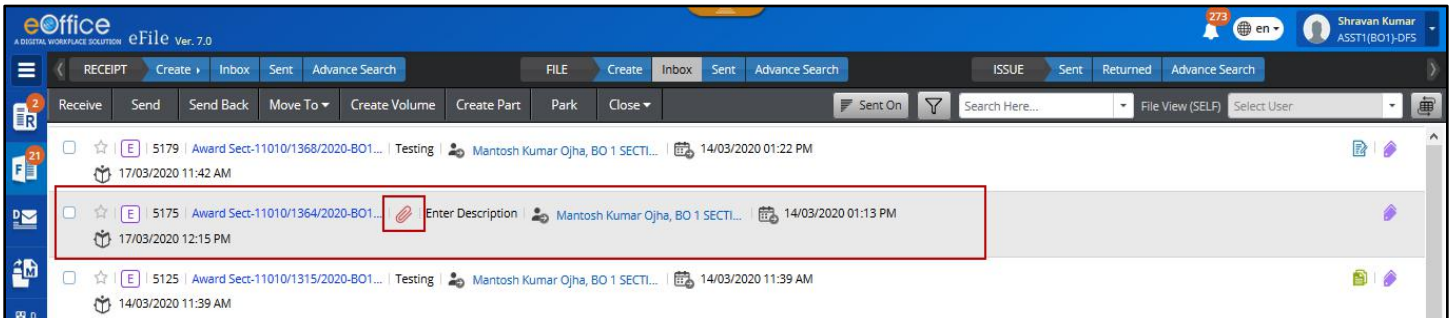 eOffice
A DIGITAL WORKPLACE SOLUTION eFile Ver. 7.0
273
en
Shravan Kumar
ASST1(BO1)-DFS
RECEIPT Create Inbox Sent Advance Search FILE Create Inbox Sent Advance Search ISSUE Sent Returned Advance Search
2
R
Receive Send Send Back Move To Create Volume Create Part Park Close Sent On Search Here... File View (SELF) Select User
21
F
E 5179 Award Sect-11010/1368/2020-BO1... Testing Mantosh Kumar Ojha, BO 1 SECTI... 14/03/2020 01:22 PM
17/03/2020 11:42 AM
D
E 5175 Award Sect-11010/1364/2020-BO1... Enter Description Mantosh Kumar Ojha, BO 1 SECTI... 14/03/2020 01:13 PM
17/03/2020 12:15 PM
M
E 5125 Award Sect-11010/1315/2020-BO1... Testing Mantosh Kumar Ojha, BO 1 SECTI... 14/03/2020 11:39 AM
14/03/2020 11:39 AM